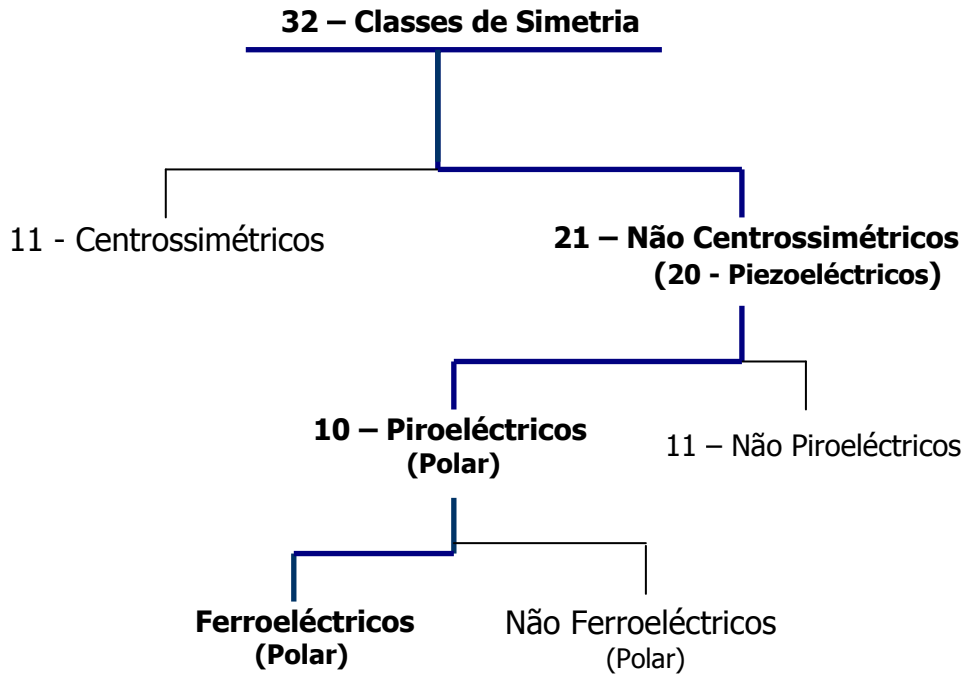 32 – Classes de Simetria
11 - Centrossimétricos
21 – Não Centrossimétricos
(20 - Piezoeléctricos)
10 – Piroeléctricos
(Polar)
11 – Não Piroeléctricos
Ferroeléctricos
(Polar)
Não Ferroeléctricos
(Polar)